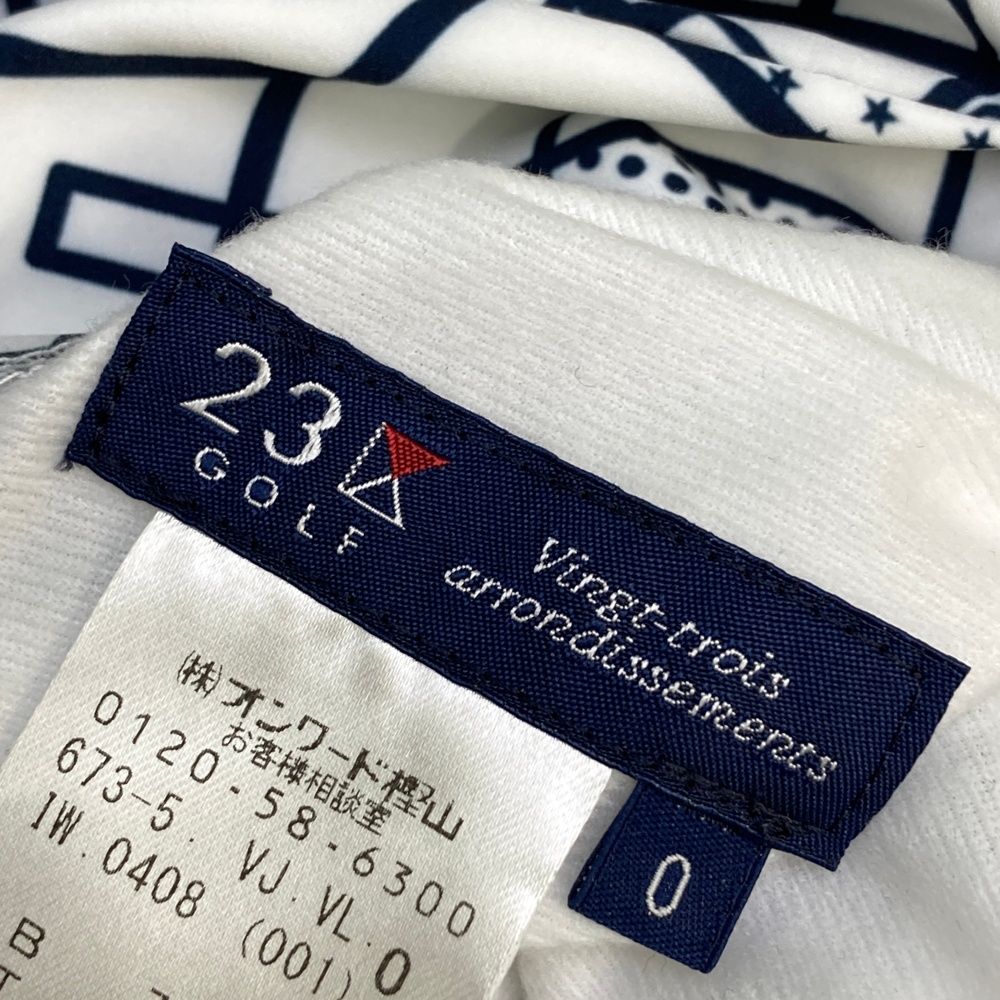 23
GOLF
Vingt-trois
arrondissements
0
(株)オンワード樫山
お客様相談室
0120-58-6300
673-5. VJ.VL.0
IW.0408 (001)
B